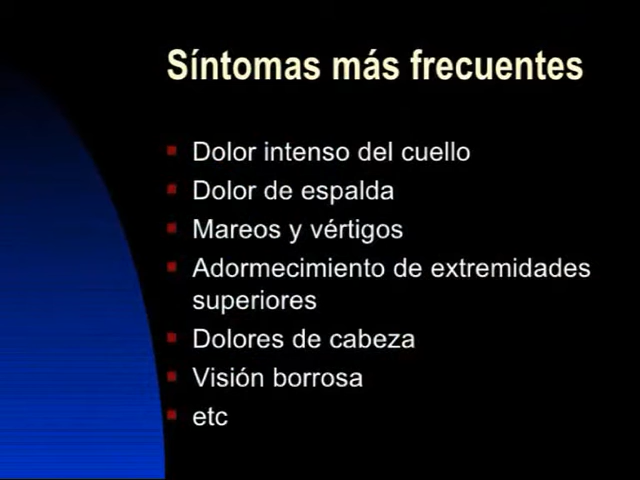 Síntomas más frecuentes
Dolor intenso del cuello
Dolor de espalda
Mareos y vértigos
Adormecimiento de extremidades
superiores
Dolores de cabeza
Visión borrosa
etc